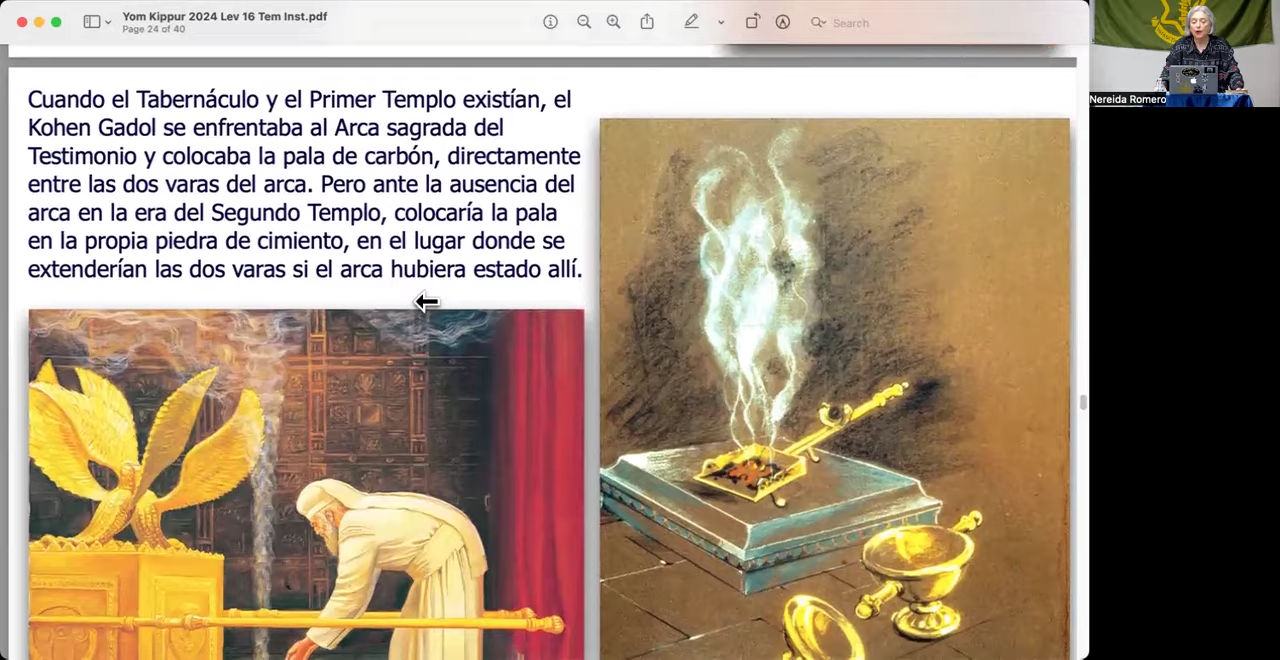 Yom Kippur 2024 Lev 16 Tem Inst.pdf
Page 24 of 40
Search
Nereida Romero
Cuando el Tabernáculo y el Primer Templo existían, el
Kohen Gadol se enfrentaba al Arca sagrada del
Testimonio y colocaba la pala de carbón, directamente
entre las dos varas del arca. Pero ante la ausencia del
arca en la era del Segundo Templo, colocaría la pala
en la propia piedra de cimiento, en el lugar donde se
extenderían las dos varas si el arca hubiera estado allí.